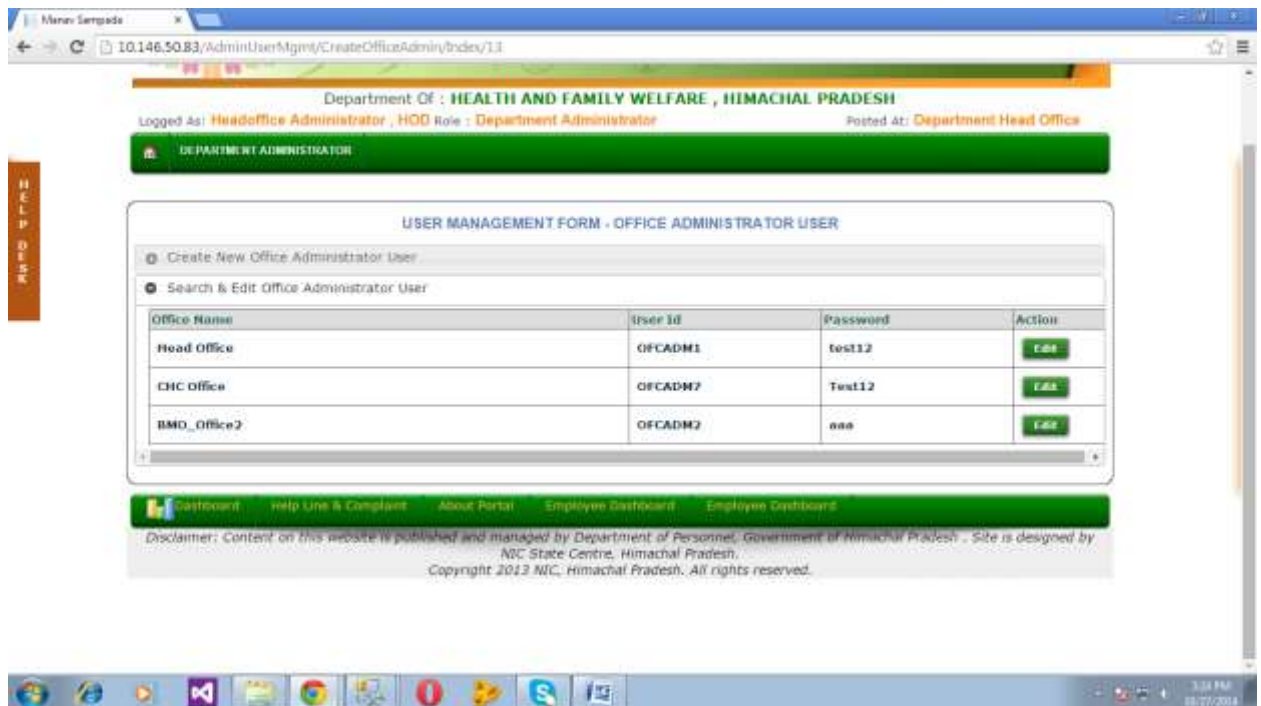 Manav Sampada
10.146.50.83/AdminUserMgmt/CreateOfficeAdmin/Index/13
Department Of : HEALTH AND FAMILY WELFARE , HIMACHAL PRADESH
Logged As: Headoffice Administrator , HOD Role : Department Administrator Posted At: Department Head Office
DEPARTMENT ADMINISTRATOR
HELP DESK
USER MANAGEMENT FORM - OFFICE ADMINISTRATOR USER
Create New Office Administrator User
Search & Edit Office Administrator User
Office Name User Id Password Action
Head Office OFCADM1 test12 Edit
CHC Office OFCADM7 Test12 Edit
BMO_Office2 OFCADM2 aaa Edit
Dashboard Help Line & Complaint About Portal Employee Dashboard Employee Dashboard
Disclaimer: Content on this website is published and managed by Department of Personnel, Government of Himachal Pradesh . Site is designed by
NIC State Centre, Himachal Pradesh.
Copyright 2013 NIC, Himachal Pradesh. All rights reserved.